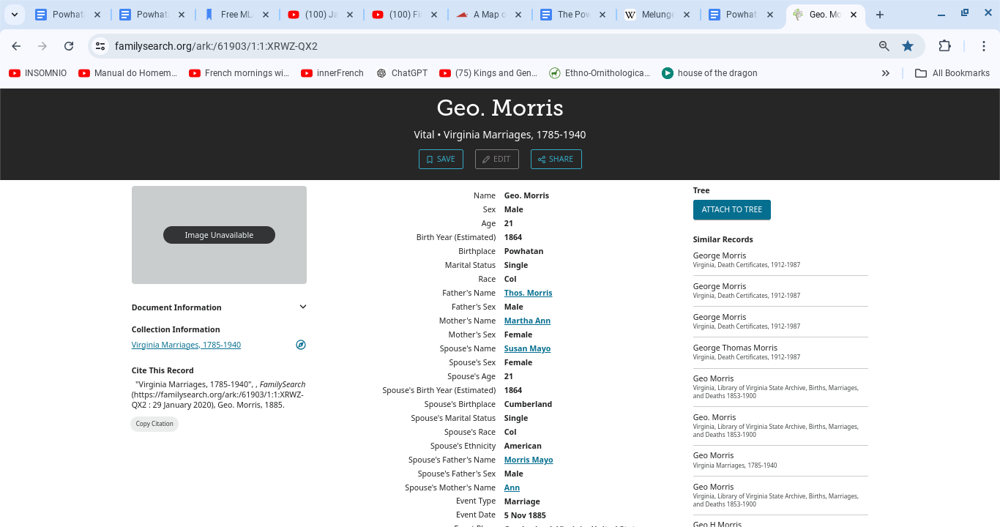 Powhat
Powhat
Free ML
(100) Ja
(100) Fi
A Map o
The Pow
Melung
Powhat
Geo. Mo
familysearch.org/ark:/61903/1:1:XRWZ-QX2
INSOMNIO
Manual do Homem...
French mornings wi...
innerFrench
ChatGPT
(75) Kings and Gen...
Ethno-Ornithologica...
house of the dragon
All Bookmarks
Geo. Morris
Vital • Virginia Marriages, 1785-1940
SAVE
EDIT
SHARE
Image Unavailable
Document Information
Collection Information
Virginia Marriages, 1785-1940
Cite This Record
"Virginia Marriages, 1785-1940", , FamilySearch
(https://familysearch.org/ark:/61903/1:1:XRWZ-
QX2 : 29 January 2020), Geo. Morris, 1885.
Copy Citation
Name Geo. Morris
Sex Male
Age 21
Birth Year (Estimated) 1864
Birthplace Powhatan
Marital Status Single
Race Col
Father's Name Thos. Morris
Father's Sex Male
Mother's Name Martha Ann
Mother's Sex Female
Spouse's Name Susan Mayo
Spouse's Sex Female
Spouse's Age 21
Spouse's Birth Year (Estimated) 1864
Spouse's Birthplace Cumberland
Spouse's Marital Status Single
Spouse's Race Col
Spouse's Ethnicity American
Spouse's Father's Name Morris Mayo
Spouse's Father's Sex Male
Spouse's Mother's Name Ann
Event Type Marriage
Event Date 5 Nov 1885
Tree
ATTACH TO TREE
Similar Records
George Morris
Virginia, Death Certificates, 1912-1987
George Morris
Virginia, Death Certificates, 1912-1987
George Morris
Virginia, Death Certificates, 1912-1987
George Thomas Morris
Virginia, Death Certificates, 1912-1987
Geo Morris
Virginia, Library of Virginia State Archive, Births, Marriages,
and Deaths 1853-1900
Geo. Morris
Virginia, Library of Virginia State Archive, Births, Marriages,
and Deaths 1853-1900
Geo Morris
Virginia Marriages, 1785-1940
Geo Morris
Virginia, Library of Virginia State Archive, Births, Marriages,
and Deaths 1853-1900
Geo H Morris